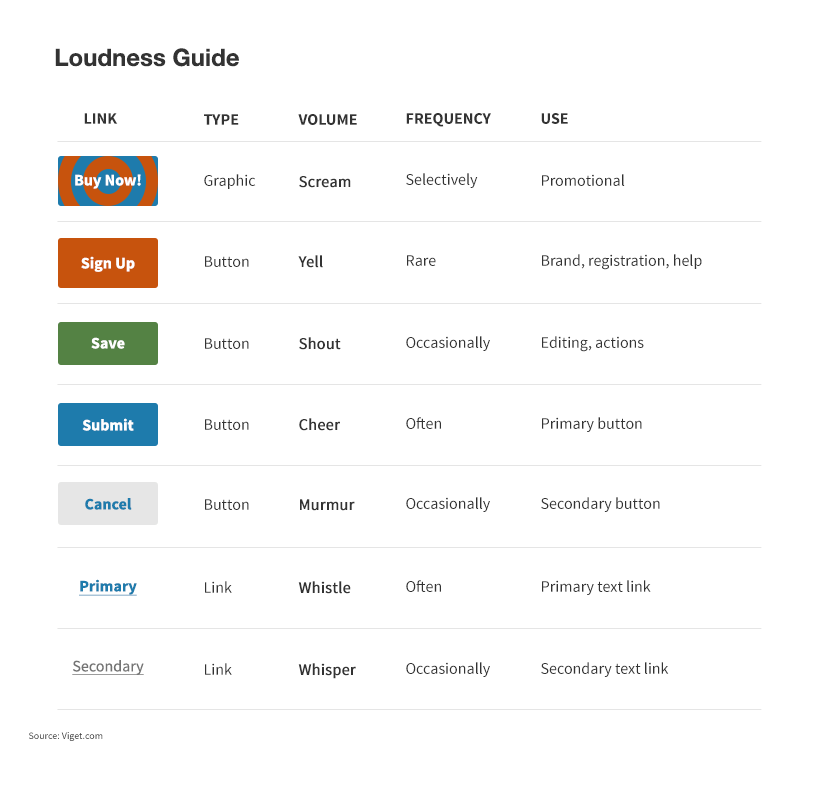 Loudness Guide
LINK TYPE VOLUME FREQUENCY USE
Buy Now! Graphic Scream Selectively Promotional
Sign Up Button Yell Rare Brand, registration, help
Save Button Shout Occasionally Editing, actions
Submit Button Cheer Often Primary button
Cancel Button Murmur Occasionally Secondary button
Primary Link Whistle Often Primary text link
Secondary Link Whisper Occasionally Secondary text link
Source: Viget.com